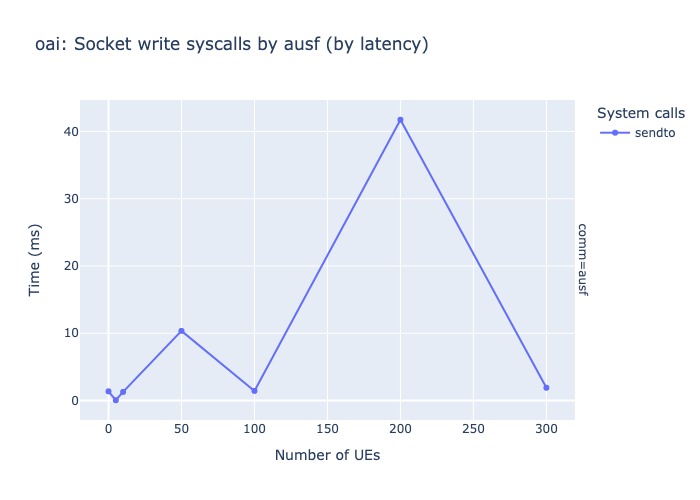 oai: Socket write syscalls by ausf (by latency)
System calls
sendto
40
30
20
10
0
Time (ms)
comm=ausf
0 50 100 150 200 250 300
Number of UEs